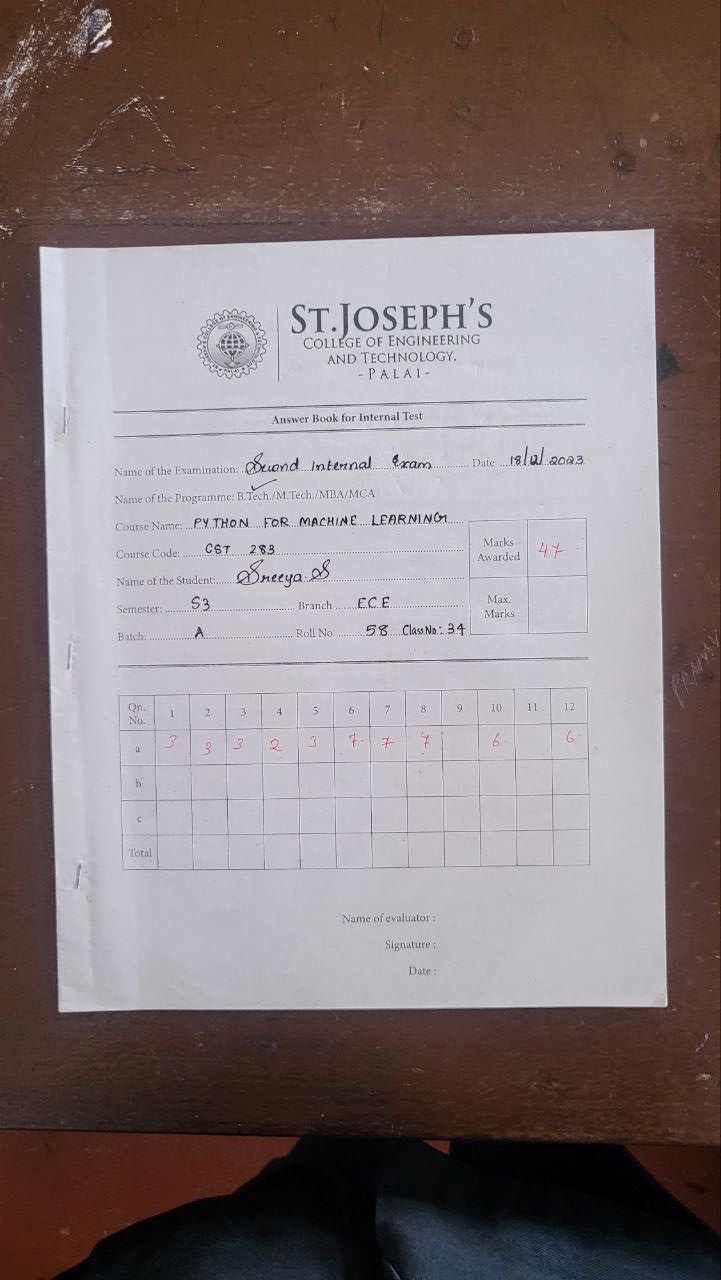 ST.JOSEPH'S
COLLEGE OF ENGINEERING
AND TECHNOLOGY,
- PALAI -
Answer Book for Internal Test
Name of the Examination: Second Internal Exam Date 18/12/2023
Name of the Programme: B.Tech./M.Tech./MBA/MCA
Course Name: PYTHON FOR MACHINE LEARNING
Course Code: CST 283
Marks Awarded 47
Name of the Student: Sreeya S
Semester: S3 Branch ECE
Max. Marks
Batch: A Roll No. 58 Class No: 34
Qn. No. 1 2 3 4 5 6 7 8 9 10 11 12
a 3 3 3 2 3 7 7 7 6 6
b
c
Total
Name of evaluator :
Signature :
Date :